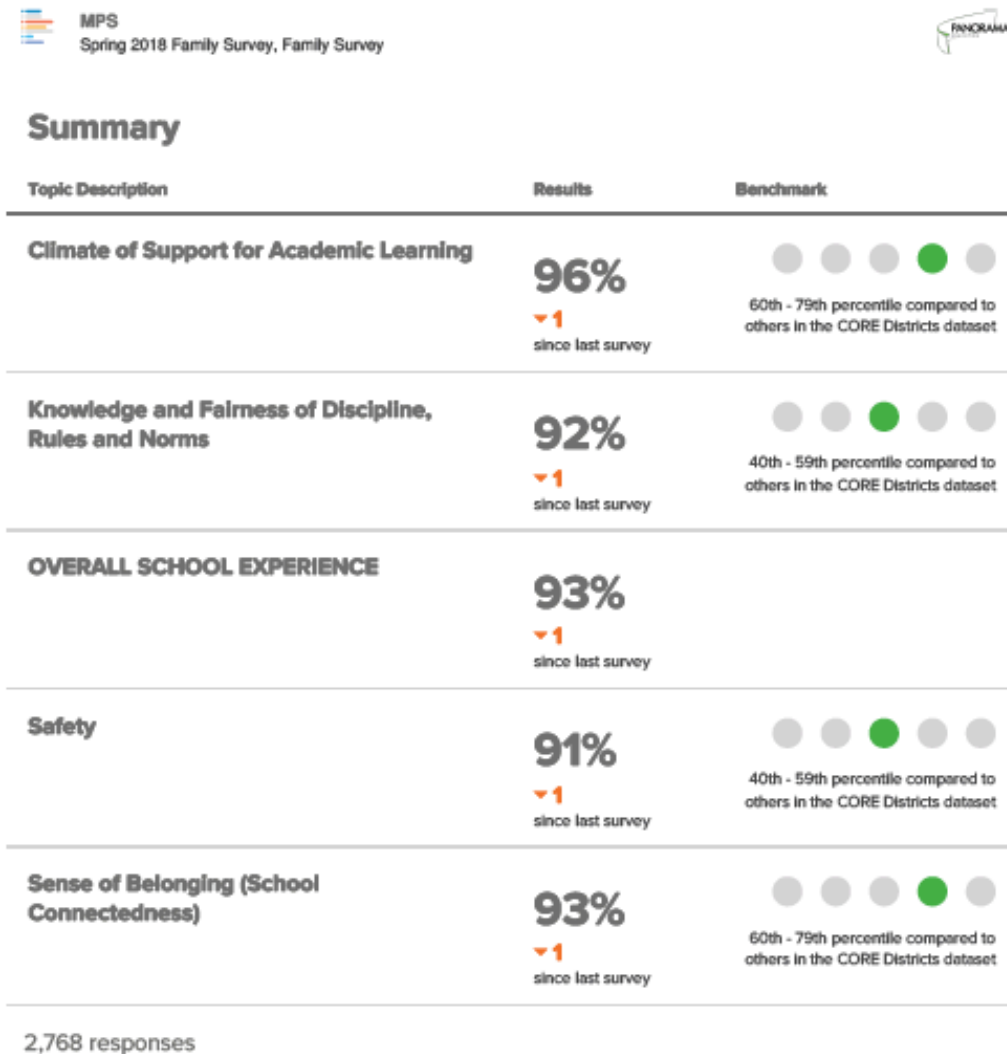 MPS
Spring 2018 Family Survey, Family Survey
PANORAMA
Summary
Topic Description Results Benchmark
Climate of Support for Academic Learning
96%
1
since last survey
60th - 79th percentile compared to
others in the CORE Districts dataset
Knowledge and Fairness of Discipline,
Rules and Norms
92%
1
since last survey
40th - 59th percentile compared to
others in the CORE Districts dataset
OVERALL SCHOOL EXPERIENCE
93%
1
since last survey
Safety
91%
1
since last survey
40th - 59th percentile compared to
others in the CORE Districts dataset
Sense of Belonging (School
Connectedness)
93%
1
since last survey
60th - 79th percentile compared to
others in the CORE Districts dataset
2,768 responses